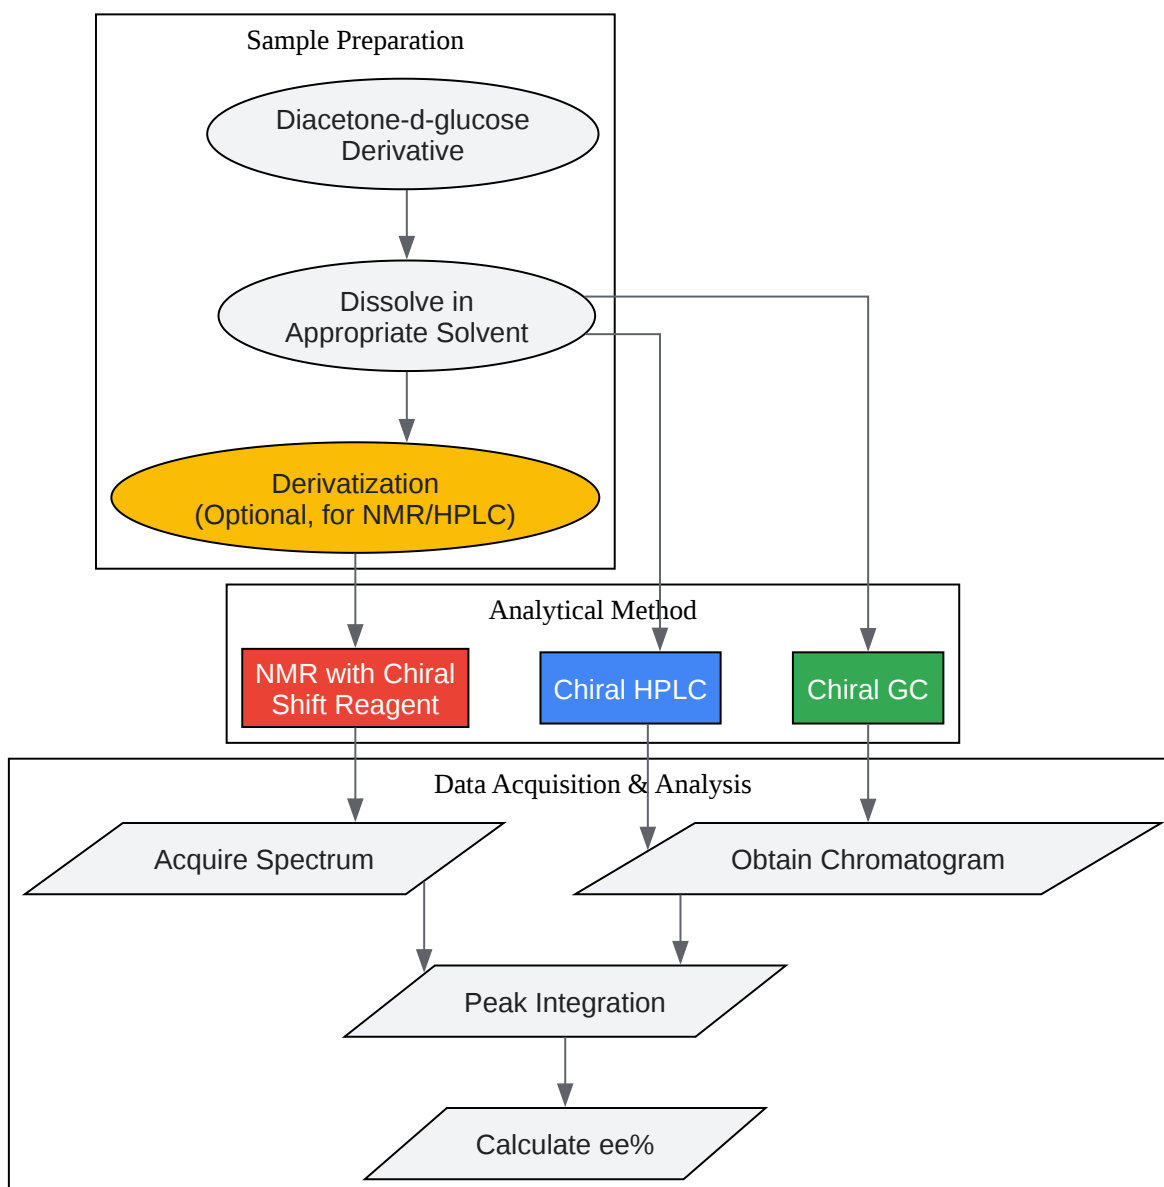 Sample Preparation
Diacetone-d-glucose
Derivative
Dissolve in
Appropriate Solvent
Derivatization
(Optional, for NMR/HPLC)
Analytical Method
NMR with Chiral
Shift Reagent
Chiral HPLC
Chiral GC
Data Acquisition & Analysis
Acquire Spectrum
Obtain Chromatogram
Peak Integration
Calculate ee%